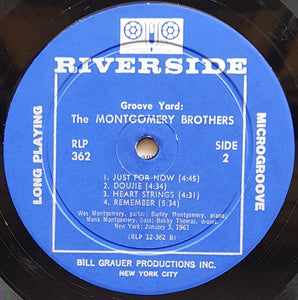 RIVERSIDE
LONG PLAYING
MICROGROOVE
Groove Yard:
The MONTGOMERY BROTHERS
RLP
362
SIDE
2
1. JUST FOR NOW (4:45)
2. DOUJIE (4:34)
3. HEART STRINGS (4:31)
4. REMEMBER (5:34)
Wes Montgomery, guitar; Buddy Montgomery, piano;
Monk Montgomery, bass; Bobby Thomas, drums.
New York; January 3, 1961
(RLP 12-362 B)
BILL GRAUER PRODUCTIONS INC.
NEW YORK CITY